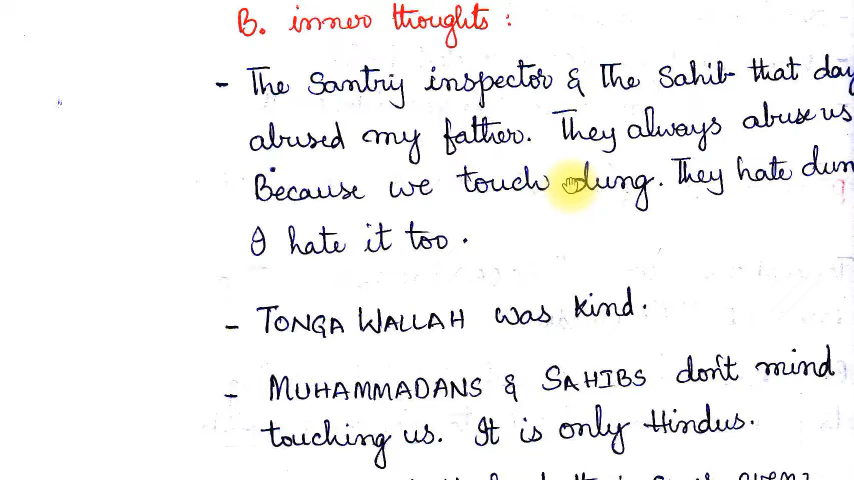 B. inner thoughts :
- The Santriy inspector & the Sahib that day
abused my father. They always abuse us
Because we touch dung. They hate dun
I hate it too.
- TONGA WALLAH was kind.
- MUHAMMADANS & SAHIBS don't mind
touching us. It is only Hindus.